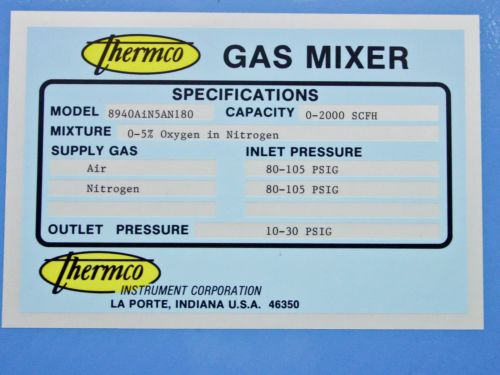 Thermco GAS MIXER
SPECIFICATIONS
MODEL 8940AiN5AN180 CAPACITY 0-2000 SCFH
MIXTURE 0-5% Oxygen in Nitrogen
SUPPLY GAS INLET PRESSURE
Air 80-105 PSIG
Nitrogen 80-105 PSIG
OUTLET PRESSURE 10-30 PSIG
Thermco
INSTRUMENT CORPORATION
LA PORTE, INDIANA U.S.A. 46350